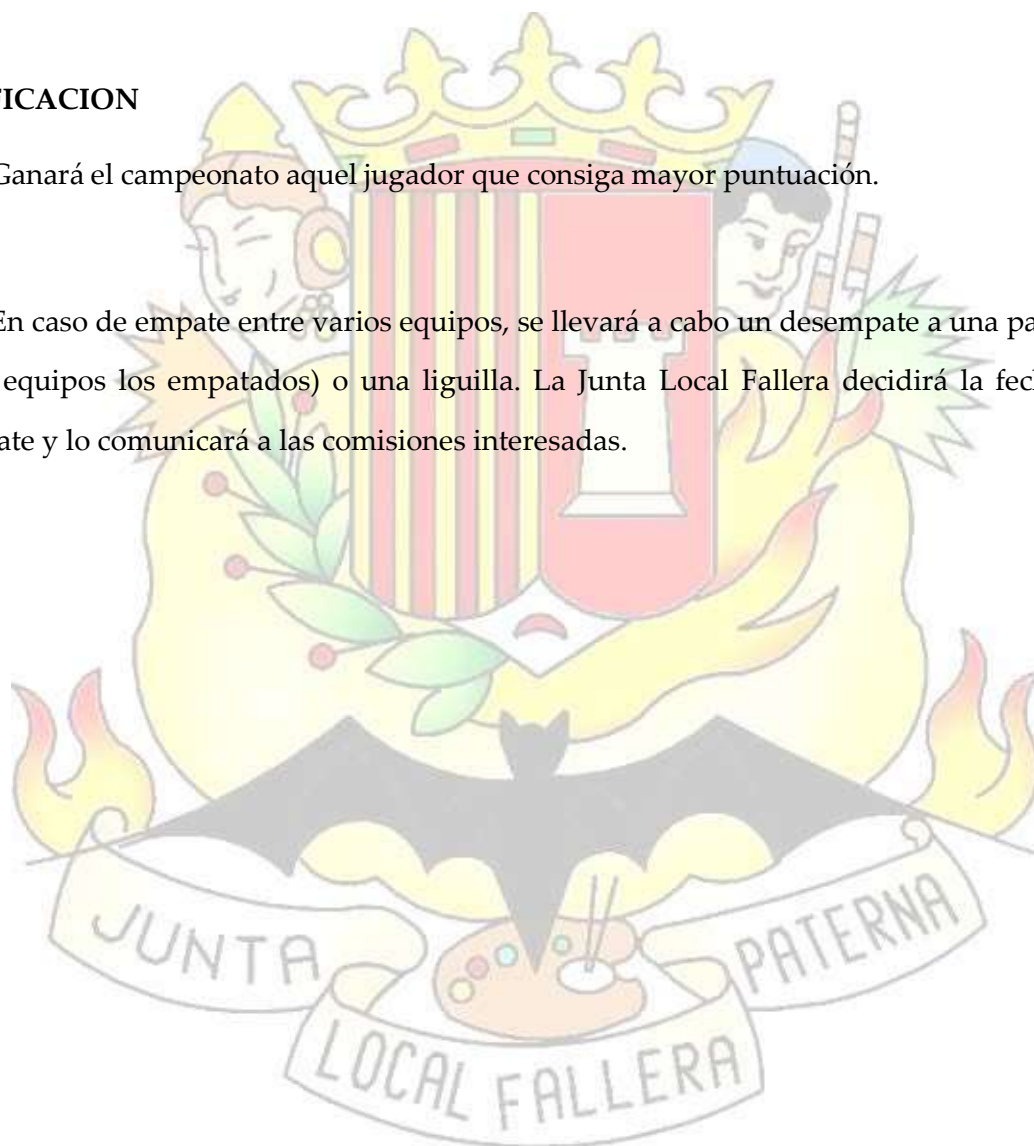 FICACION
Ganará el campeonato aquel jugador que consiga mayor puntuación.
En caso de empate entre varios equipos, se llevará a cabo un desempate a una pa
equipos los empatados) o una liguilla. La Junta Local Fallera decidirá la fec
ate y lo comunicará a las comisiones interesadas.
JUNTA
LOCAL FALLERA
PATERNA